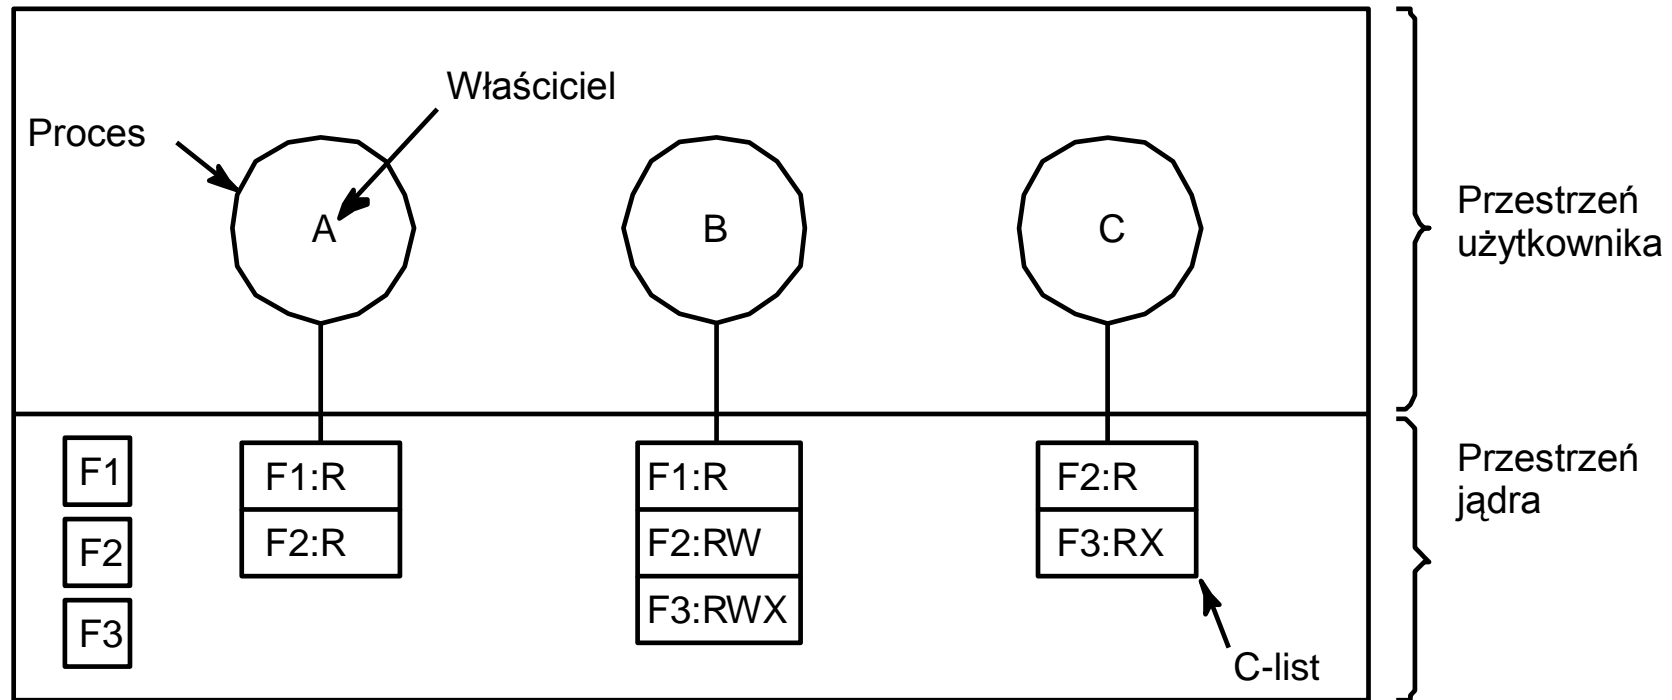 Właściciel
Proces
A
B
C
Przestrzeń
użytkownika
F1
F2
F3
F1:R
F2:R
F1:R
F2:RW
F3:RWX
F2:R
F3:RX
C-list
Przestrzeń
jądra